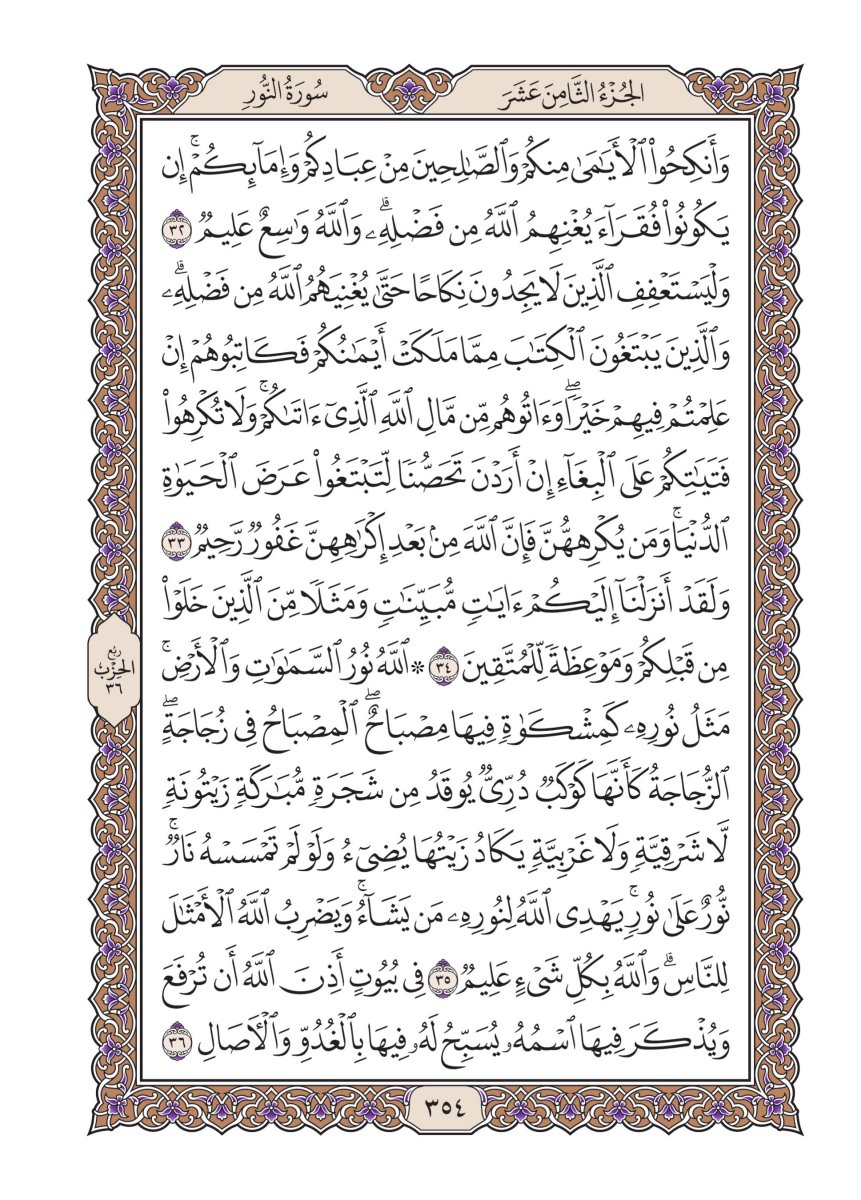 الجُزْءُ الثَّامِنَ عَشَرَ
سُورَةُ النُّورِ
وَأَنكِحُوا۟ ٱلْأَيَـٰمَىٰ مِنكُمْ وَٱلصَّـٰلِحِينَ مِنْ عِبَادِكُمْ وَإِمَآئِكُمْ ۚ إِن
يَكُونُوا۟ فُقَرَآءَ يُغْنِهِمُ ٱللَّهُ مِن فَضْلِهِۦ ۗ وَٱللَّهُ وَٰسِعٌ عَلِيمٌ ٣٢
وَلْيَسْتَعْفِفِ ٱلَّذِينَ لَا يَجِدُونَ نِكَاحًا حَتَّىٰ يُغْنِيَهُمُ ٱللَّهُ مِن فَضْلِهِۦ ۗ
وَٱلَّذِينَ يَبْتَغُونَ ٱلْكِتَـٰبَ مِمَّا مَلَكَتْ أَيْمَـٰنُكُمْ فَكَاتِبُوهُمْ إِنْ
عَلِمْتُمْ فِيهِمْ خَيْرًا ۖ وَءَاتُوهُم مِّن مَّالِ ٱللَّهِ ٱلَّذِىٓ ءَاتَىٰكُمْ ۚ وَلَا تُكْرِهُوا۟
فَتَيَـٰتِكُمْ عَلَى ٱلْبِغَآءِ إِنْ أَرَدْنَ تَحَصُّنًا لِّتَبْتَغُوا۟ عَرَضَ ٱلْحَيَوٰةِ
ٱلدُّنْيَا ۚ وَمَن يُكْرِههُّنَّ فَإِنَّ ٱللَّهَ مِنۢ بَعْدِ إِكْرَٰهِهِنَّ غَفُورٌ رَّحِيمٌ ٣٣
وَلَقَدْ أَنزَلْنَآ إِلَيْكُمْ ءَايَـٰتٍ مُّبَيِّنَـٰتٍ وَمَثَلًا مِّنَ ٱلَّذِينَ خَلَوْا۟
مِن قَبْلِكُمْ وَمَوْعِظَةً لِّلْمُتَّقِينَ ٣٤ * ٱللَّهُ نُورُ ٱلسَّمَـٰوَٰتِ وَٱلْأَرْضِ ۚ
مَثَلُ نُورِهِۦ كَمِشْكَوٰةٍ فِيهَا مِصْبَاحٌ ۖ ٱلْمِصْبَاحُ فِى زُجَاجَةٍ ۖ
ٱلزُّجَاجَةُ كَأَنَّهَا كَوْكَبٌ دُرِّىٌّ يُوقَدُ مِن شَجَرَةٍ مُّبَـٰرَكَةٍ زَيْتُونَةٍ
لَّا شَرْقِيَّةٍ وَلَا غَرْبِيَّةٍ يَكَادُ زَيْتُهَا يُضِىٓءُ وَلَوْ لَمْ تَمْسَسْهُ نَارٌ ۚ
نُّورٌ عَلَىٰ نُورٍ ۗ يَهْدِى ٱللَّهُ لِنُورِهِۦ مَن يَشَآءُ ۚ وَيَضْرِبُ ٱللَّهُ ٱلْأَمْثَـٰلَ
لِلنَّاسِ ۗ وَٱللَّهُ بِكُلِّ شَىْءٍ عَلِيمٌ ٣٥ فِى بُيُوتٍ أَذِنَ ٱللَّهُ أَن تُرْفَعَ
وَيُذْكَرَ فِيهَا ٱسْمُهُۥ يُسَبِّحُ لَهُۥ فِيهَا بِٱلْغُدُوِّ وَٱلْـَٔاصَالِ ٣٦
ربع
الحِزْب
٣٦
٣٥٤